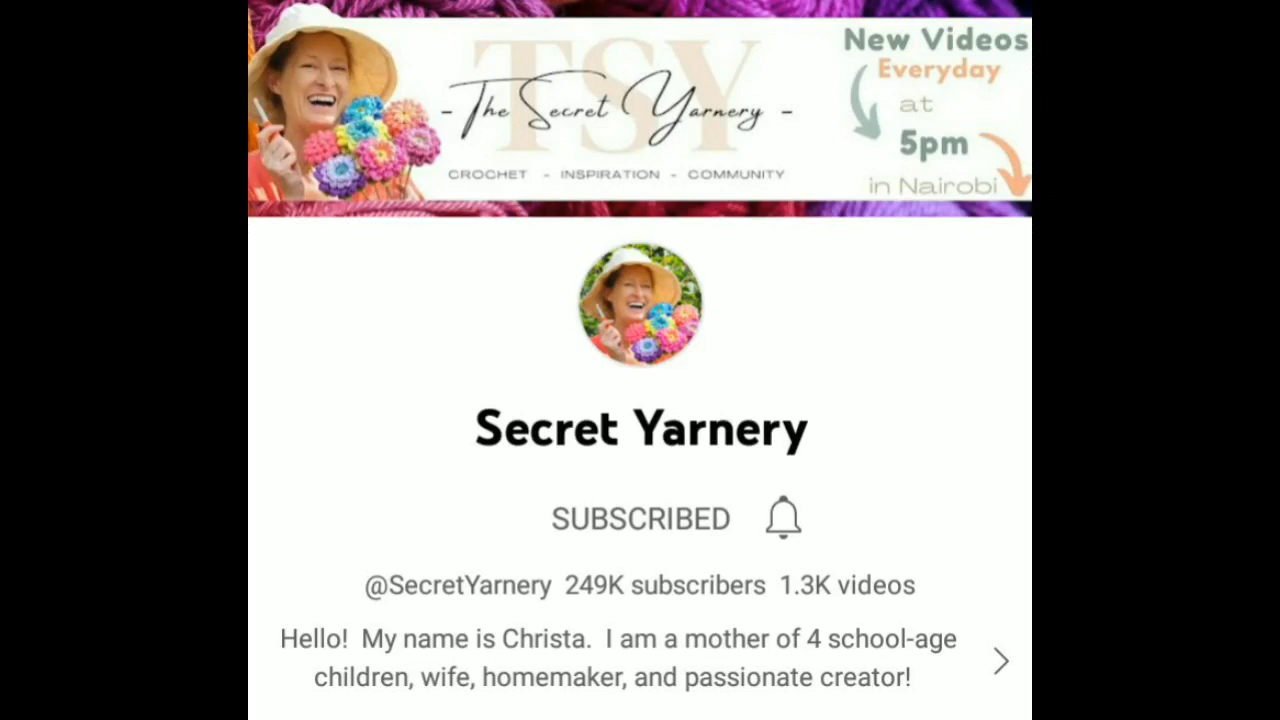 TSY
- The Secret Yarnery -
CROCHET - INSPIRATION - COMMUNITY
New Videos
Everyday
at
5pm
in Nairobi
Secret Yarnery
SUBSCRIBED
@SecretYarnery 249K subscribers 1.3K videos
Hello! My name is Christa. I am a mother of 4 school-age
children, wife, homemaker, and passionate creator!